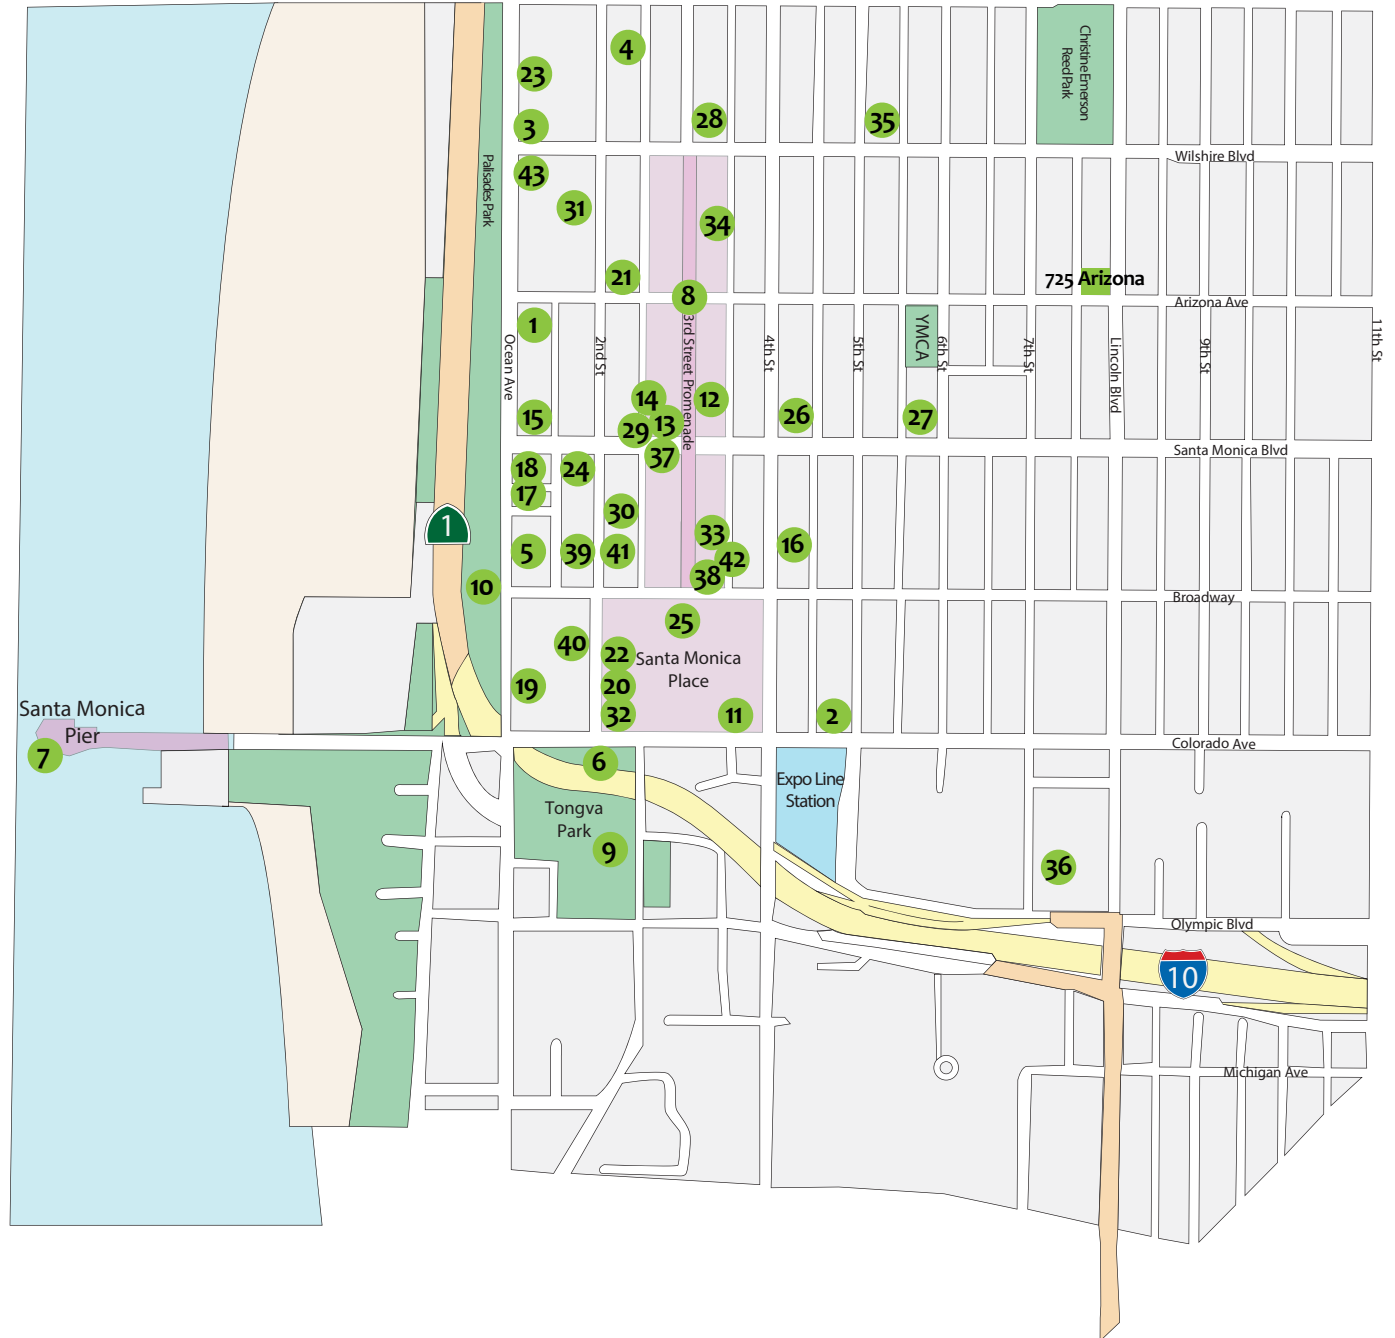 4
23
28
35
3
Christine Emerson
Reed Park
Wilshire Blvd
Palisades Park
43
31
34
21
725 Arizona
8
Arizona Ave
1
Ocean Ave
2nd St
3rd Street Promenade
4th St
5th St
YMCA
6th St
7th St
Lincoln Blvd
9th St
11th St
14
12
15
13
26
27
29
Santa Monica Blvd
37
18
24
17
30
1
33
5
39
41
42
16
38
10
Broadway
25
40
22
Santa Monica
Place
19
20
32
11
2
Santa Monica
Pier
7
Colorado Ave
6
Expo Line
Station
Tongva
Park
9
36
Olympic Blvd
10
Michigan Ave